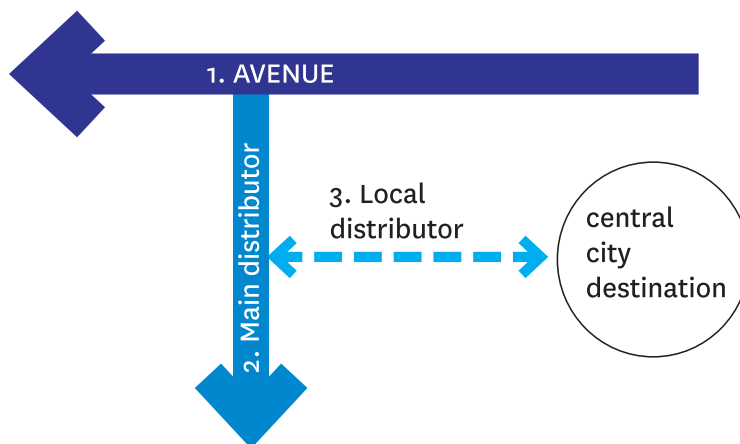 1. AVENUE
2. Main distributor
3. Local
distributor
central
city
destination